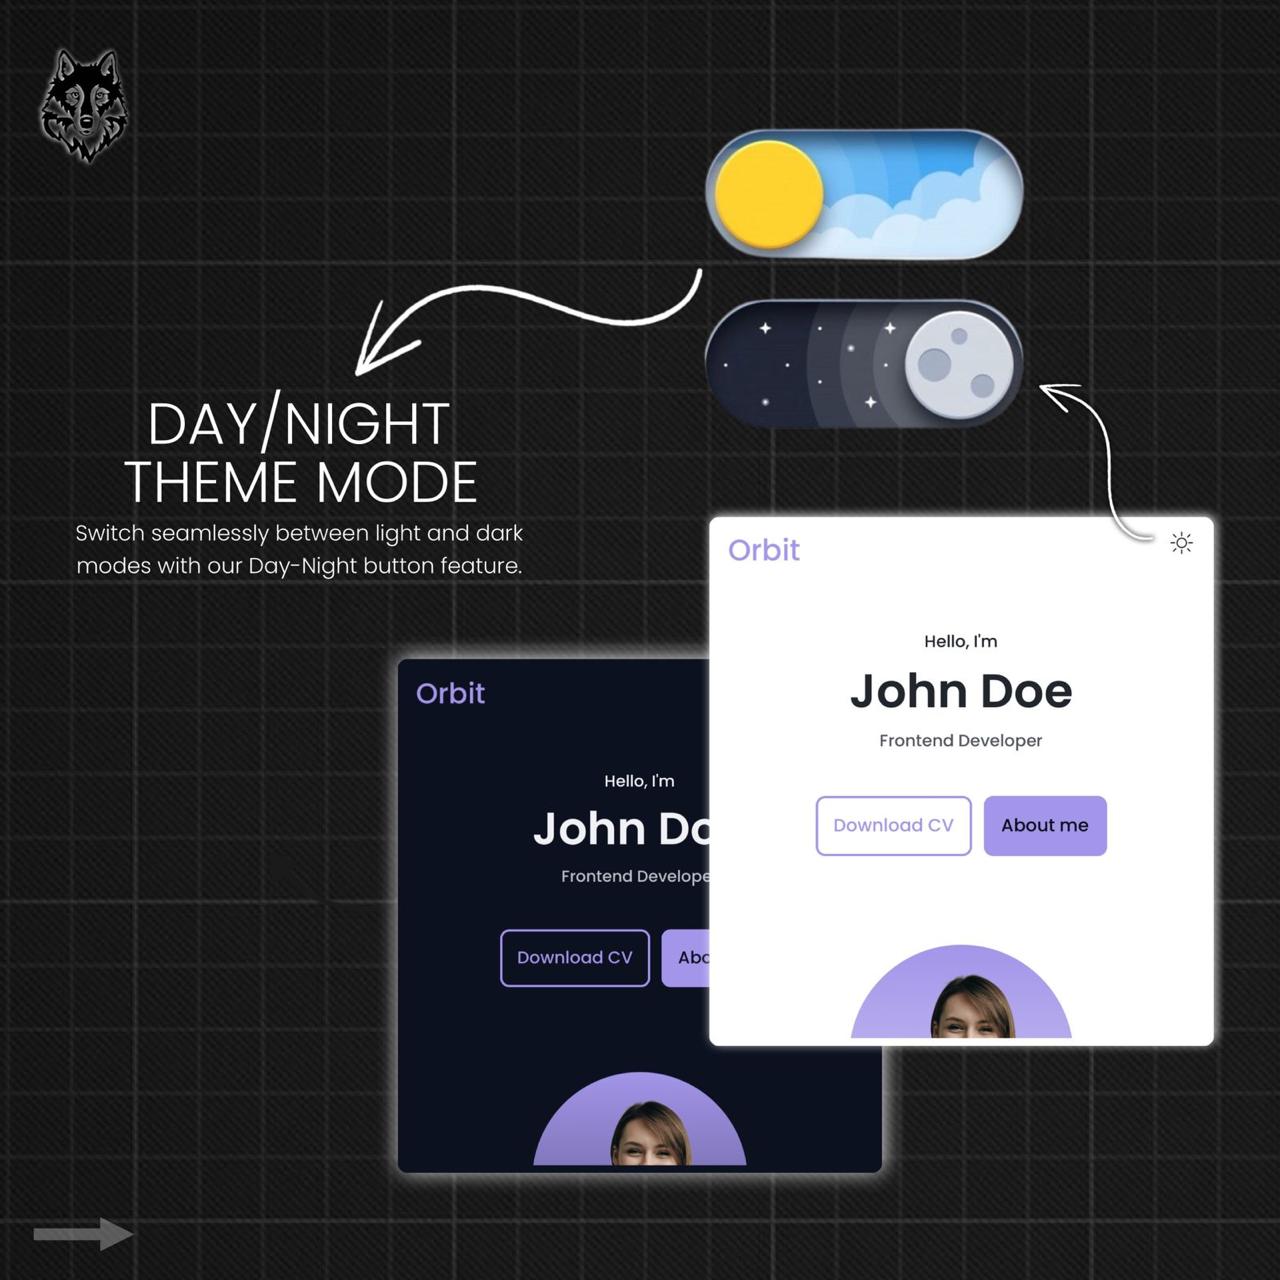 DAY/NIGHT
THEME MODE
Switch seamlessly between light and dark
modes with our Day-Night button feature.
Orbit
Hello, I'm
John Doe
Frontend Developer
Download CV
About me
Orbit
Hello, I'm
John Do
Frontend Develope
Download CV
Abo